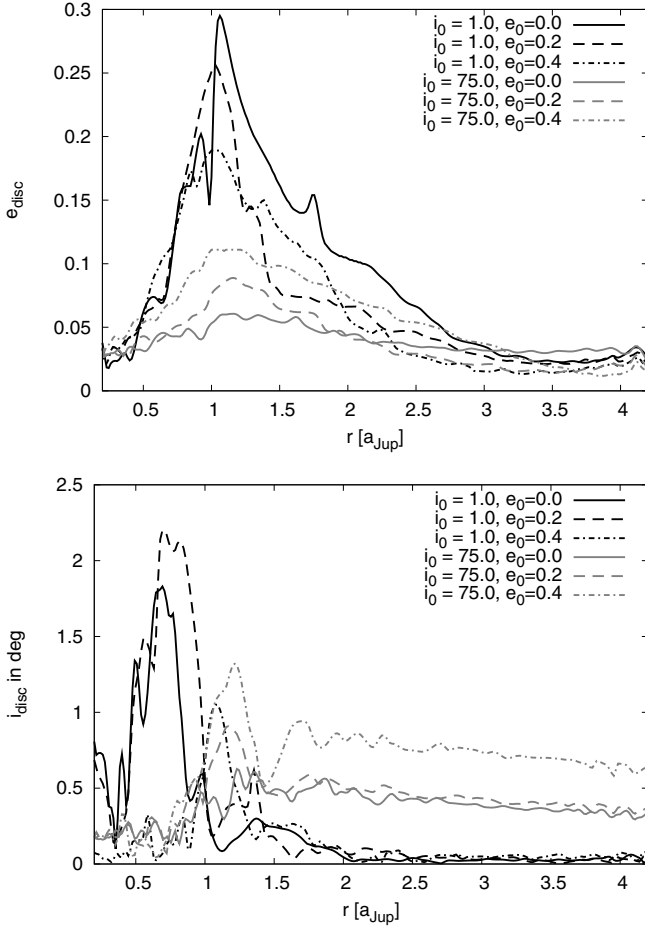 0.3
0.25
0.2
0.15
0.1
0.05
0
e_disc
i_0 = 1.0, e_0=0.0
i_0 = 1.0, e_0=0.2
i_0 = 1.0, e_0=0.4
i_0 = 75.0, e_0=0.0
i_0 = 75.0, e_0=0.2
i_0 = 75.0, e_0=0.4
0.5 1 1.5 2 2.5 3 3.5 4
r [a_Jup]
2.5
2
1.5
1
0.5
0
i_disc in deg
i_0 = 1.0, e_0=0.0
i_0 = 1.0, e_0=0.2
i_0 = 1.0, e_0=0.4
i_0 = 75.0, e_0=0.0
i_0 = 75.0, e_0=0.2
i_0 = 75.0, e_0=0.4
0.5 1 1.5 2 2.5 3 3.5 4
r [a_Jup]